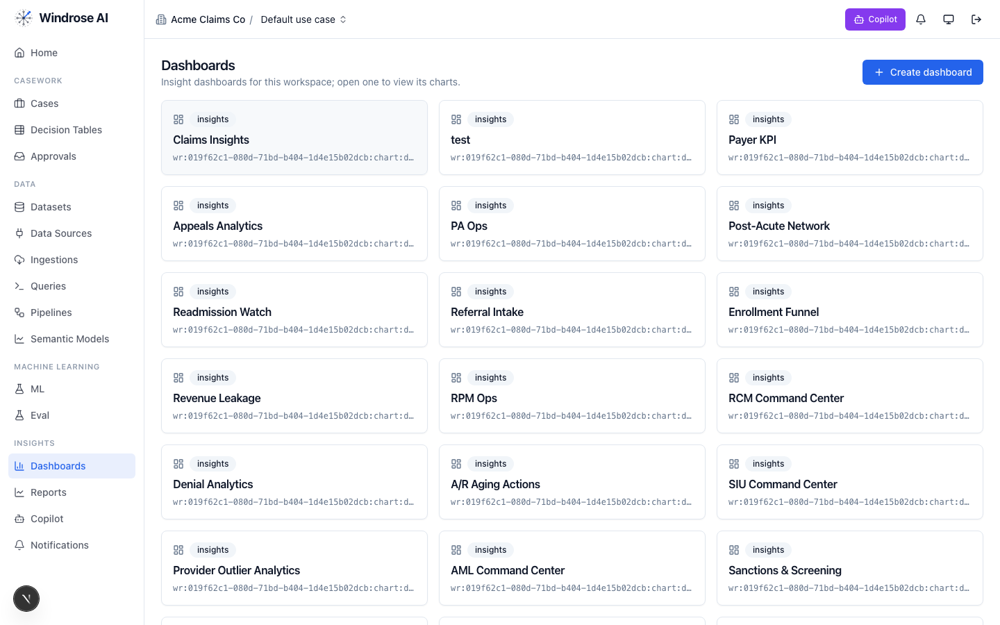 Windrose AI
Acme Claims Co / Default use case
Copilot
Home
CASEWORK
Cases
Decision Tables
Approvals
DATA
Datasets
Data Sources
Ingestions
Queries
Pipelines
Semantic Models
MACHINE LEARNING
ML
Eval
INSIGHTS
Dashboards
Reports
Copilot
Notifications
Dashboards
Insight dashboards for this workspace; open one to view its charts.
Create dashboard
insights
Claims Insights
wr:019f62c1-080d-71bd-b404-1d4e15b02dcb:chart:d…
insights
test
wr:019f62c1-080d-71bd-b404-1d4e15b02dcb:chart:d…
insights
Payer KPI
wr:019f62c1-080d-71bd-b404-1d4e15b02dcb:chart:d…
insights
Appeals Analytics
wr:019f62c1-080d-71bd-b404-1d4e15b02dcb:chart:d…
insights
PA Ops
wr:019f62c1-080d-71bd-b404-1d4e15b02dcb:chart:d…
insights
Post-Acute Network
wr:019f62c1-080d-71bd-b404-1d4e15b02dcb:chart:d…
insights
Readmission Watch
wr:019f62c1-080d-71bd-b404-1d4e15b02dcb:chart:d…
insights
Referral Intake
wr:019f62c1-080d-71bd-b404-1d4e15b02dcb:chart:d…
insights
Enrollment Funnel
wr:019f62c1-080d-71bd-b404-1d4e15b02dcb:chart:d…
insights
Revenue Leakage
wr:019f62c1-080d-71bd-b404-1d4e15b02dcb:chart:d…
insights
RPM Ops
wr:019f62c1-080d-71bd-b404-1d4e15b02dcb:chart:d…
insights
RCM Command Center
wr:019f62c1-080d-71bd-b404-1d4e15b02dcb:chart:d…
insights
Denial Analytics
wr:019f62c1-080d-71bd-b404-1d4e15b02dcb:chart:d…
insights
A/R Aging Actions
wr:019f62c1-080d-71bd-b404-1d4e15b02dcb:chart:d…
insights
SIU Command Center
wr:019f62c1-080d-71bd-b404-1d4e15b02dcb:chart:d…
insights
Provider Outlier Analytics
wr:019f62c1-080d-71bd-b404-1d4e15b02dcb:chart:d…
insights
AML Command Center
wr:019f62c1-080d-71bd-b404-1d4e15b02dcb:chart:d…
insights
Sanctions & Screening
wr:019f62c1-080d-71bd-b404-1d4e15b02dcb:chart:d…